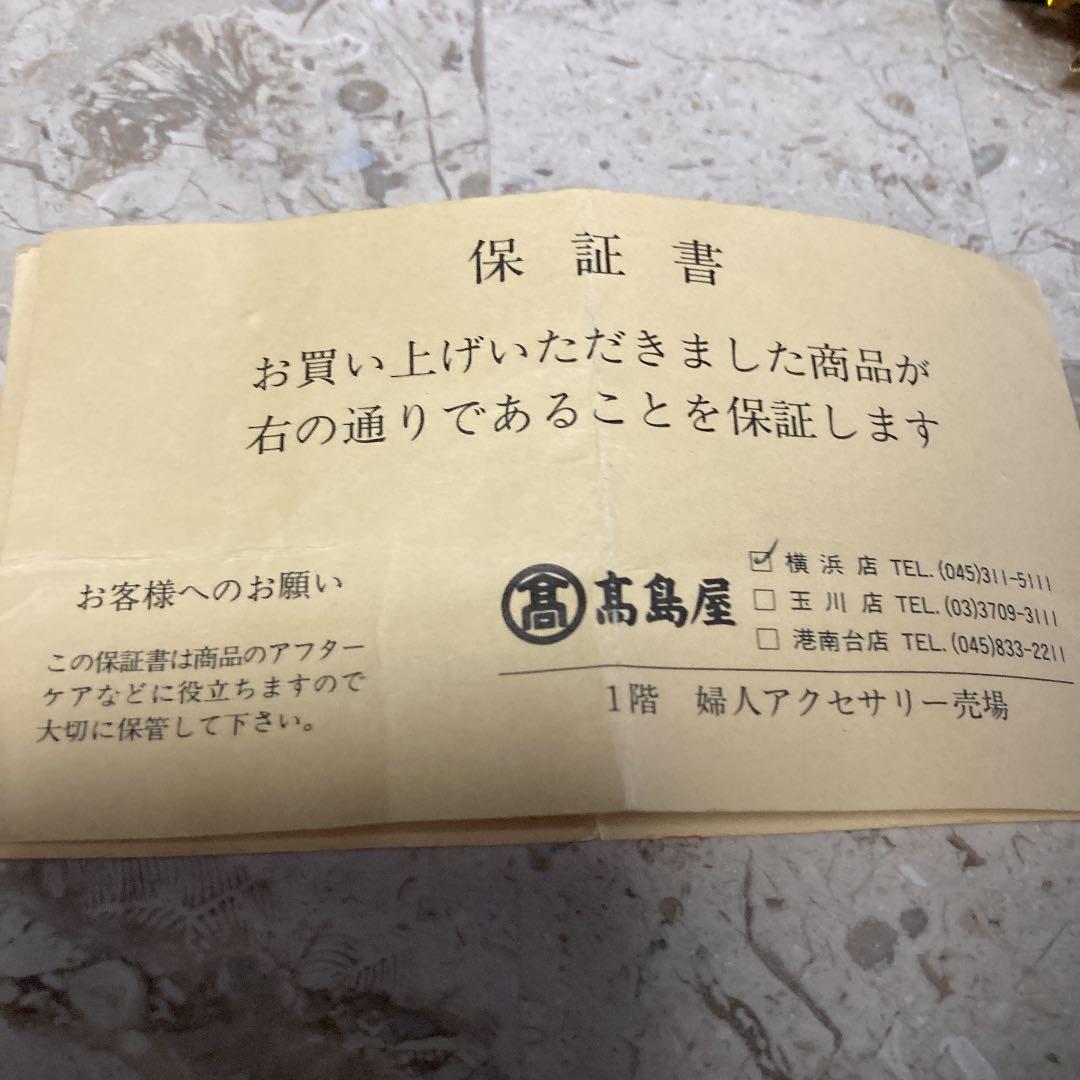 保証書
お買い上げいただきました商品が
右の通りであることを保証します
お客様へのお願い
この保証書は商品のアフター
ケアなどに役立ちますので
大切に保管して下さい。
髙 髙島屋
☑ 横浜店 TEL.(045)311-5111
□ 玉川店 TEL.(03)3709-3111
□ 港南台店 TEL.(045)833-2211
1階 婦人アクセサリー売場